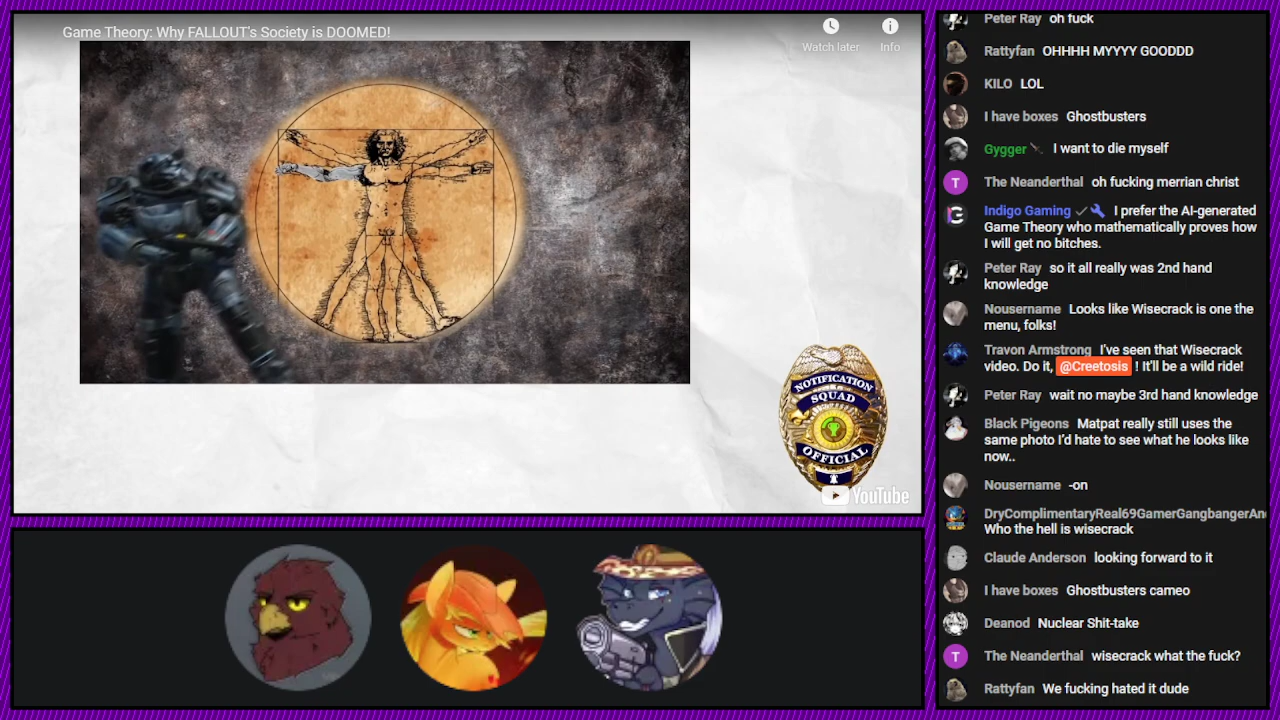 Game Theory: Why FALLOUT's Society is DOOMED!
Watch later
Info
NOTIFICATION
SQUAD
OFFICIAL
YouTube
Peter Ray oh fuck
Rattyfan OHHHH MYYYY GOODDD
KILO LOL
I have boxes Ghostbusters
Gygger I want to die myself
T
The Neanderthal oh fucking merrian christ
Indigo Gaming I prefer the AI-generated
Game Theory who mathematically proves how
I will get no bitches.
Peter Ray so it all really was 2nd hand
knowledge
Nousername Looks like Wisecrack is one the
menu, folks!
Travon Armstrong I've seen that Wisecrack
video. Do it, @Creetosis ! It'll be a wild ride!
Peter Ray wait no maybe 3rd hand knowledge
Black Pigeons Matpat really still uses the
same photo I'd hate to see what he looks like
now..
Nousername -on
DryComplimentaryReal69GamerGangbangerAn
Who the hell is wisecrack
Claude Anderson looking forward to it
I have boxes Ghostbusters cameo
Deanod Nuclear Shit-take
T
The Neanderthal wisecrack what the fuck?
Rattyfan We fucking hated it dude